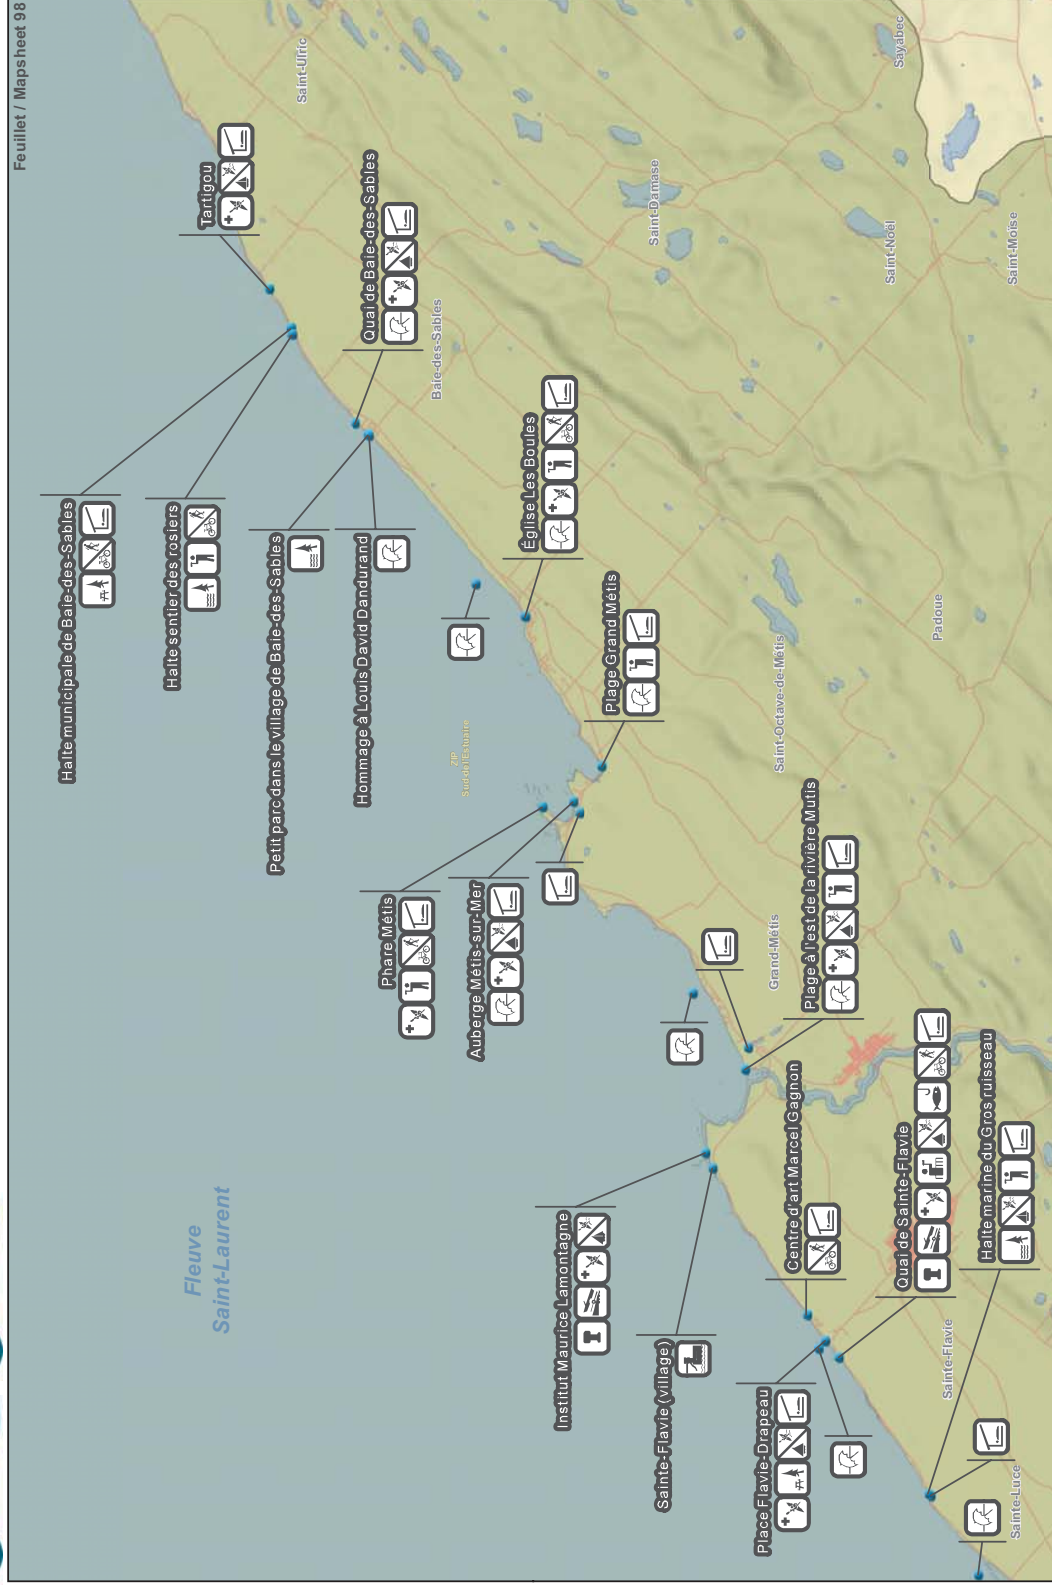 Feuillet / Mapsheet 98
Halte municipale de Baie-des-Sables
Halte sentier des rosiers
Petit parc dans le village de Baie-des-Sables
Hommage à Louis David Dandurand
Tartigou
Quai de Baie-des-Sables
Saint-Ulric
Baie-des-Sables
Église Les Boules
Plage Grand Métis
ZIP
Sud de l'Estuaire
Phare Métis
Auberge Métis-sur-Mer
Saint-Damase
Sayabec
Saint-Noël
Saint-Moïse
Padoue
Saint-Octave-de-Métis
Grand-Métis
Plage à l'est de la rivière Mutis
Fleuve
Saint-Laurent
Institut Maurice Lamontagne
Sainte-Flavie (village)
Centre d'art Marcel Gagnon
Place Flavie-Drapeau
Quai de Sainte-Flavie
Halte marine du Gros ruisseau
Sainte-Flavie
Sainte-Luce